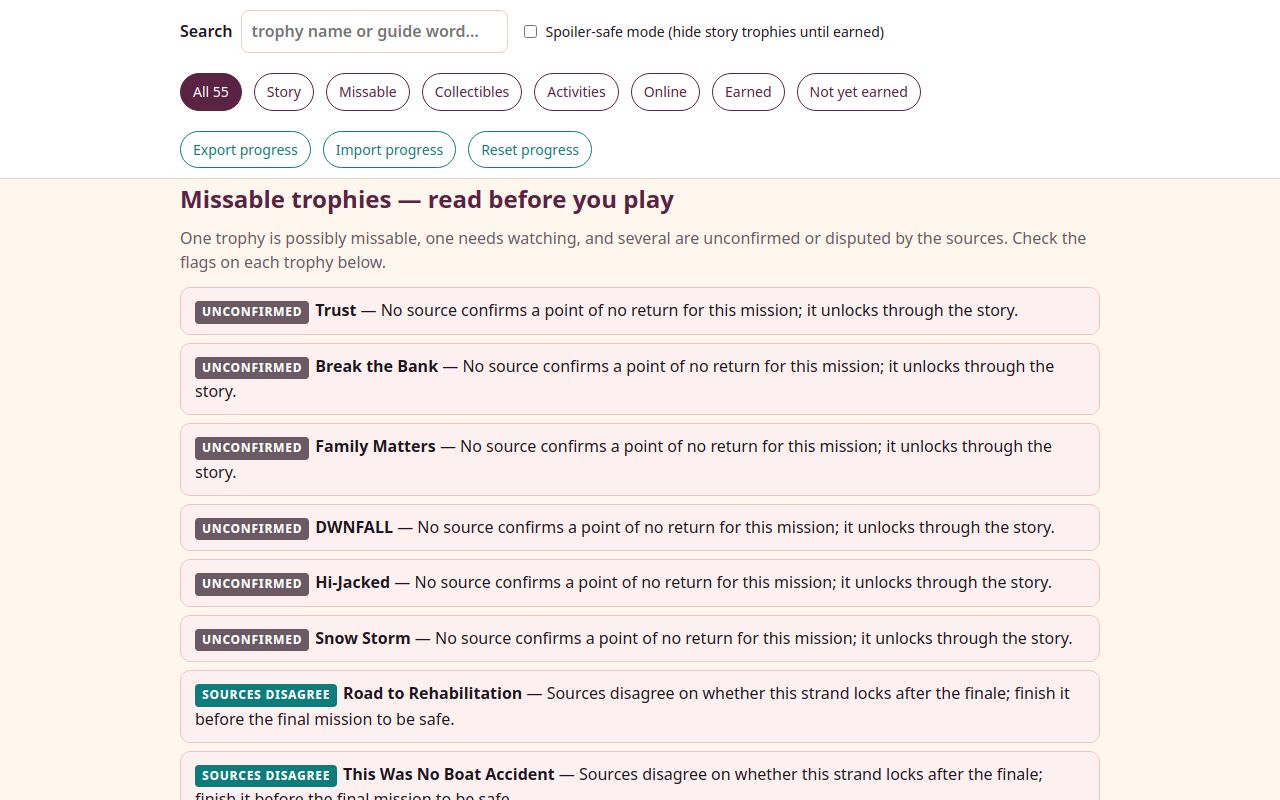 Search trophy name or guide word... Spoiler-safe mode (hide story trophies until earned)
All 55 Story Missable Collectibles Activities Online Earned Not yet earned
Export progress Import progress Reset progress
Missable trophies — read before you play
One trophy is possibly missable, one needs watching, and several are unconfirmed or disputed by the sources. Check the
flags on each trophy below.
UNCONFIRMED Trust — No source confirms a point of no return for this mission; it unlocks through the story.
UNCONFIRMED Break the Bank — No source confirms a point of no return for this mission; it unlocks through the
story.
UNCONFIRMED Family Matters — No source confirms a point of no return for this mission; it unlocks through the
story.
UNCONFIRMED DWNFALL — No source confirms a point of no return for this mission; it unlocks through the story.
UNCONFIRMED Hi-Jacked — No source confirms a point of no return for this mission; it unlocks through the story.
UNCONFIRMED Snow Storm — No source confirms a point of no return for this mission; it unlocks through the story.
SOURCES DISAGREE Road to Rehabilitation — Sources disagree on whether this strand locks after the finale; finish it
before the final mission to be safe.
SOURCES DISAGREE This Was No Boat Accident — Sources disagree on whether this strand locks after the finale;
finish it before the final mission to be safe.